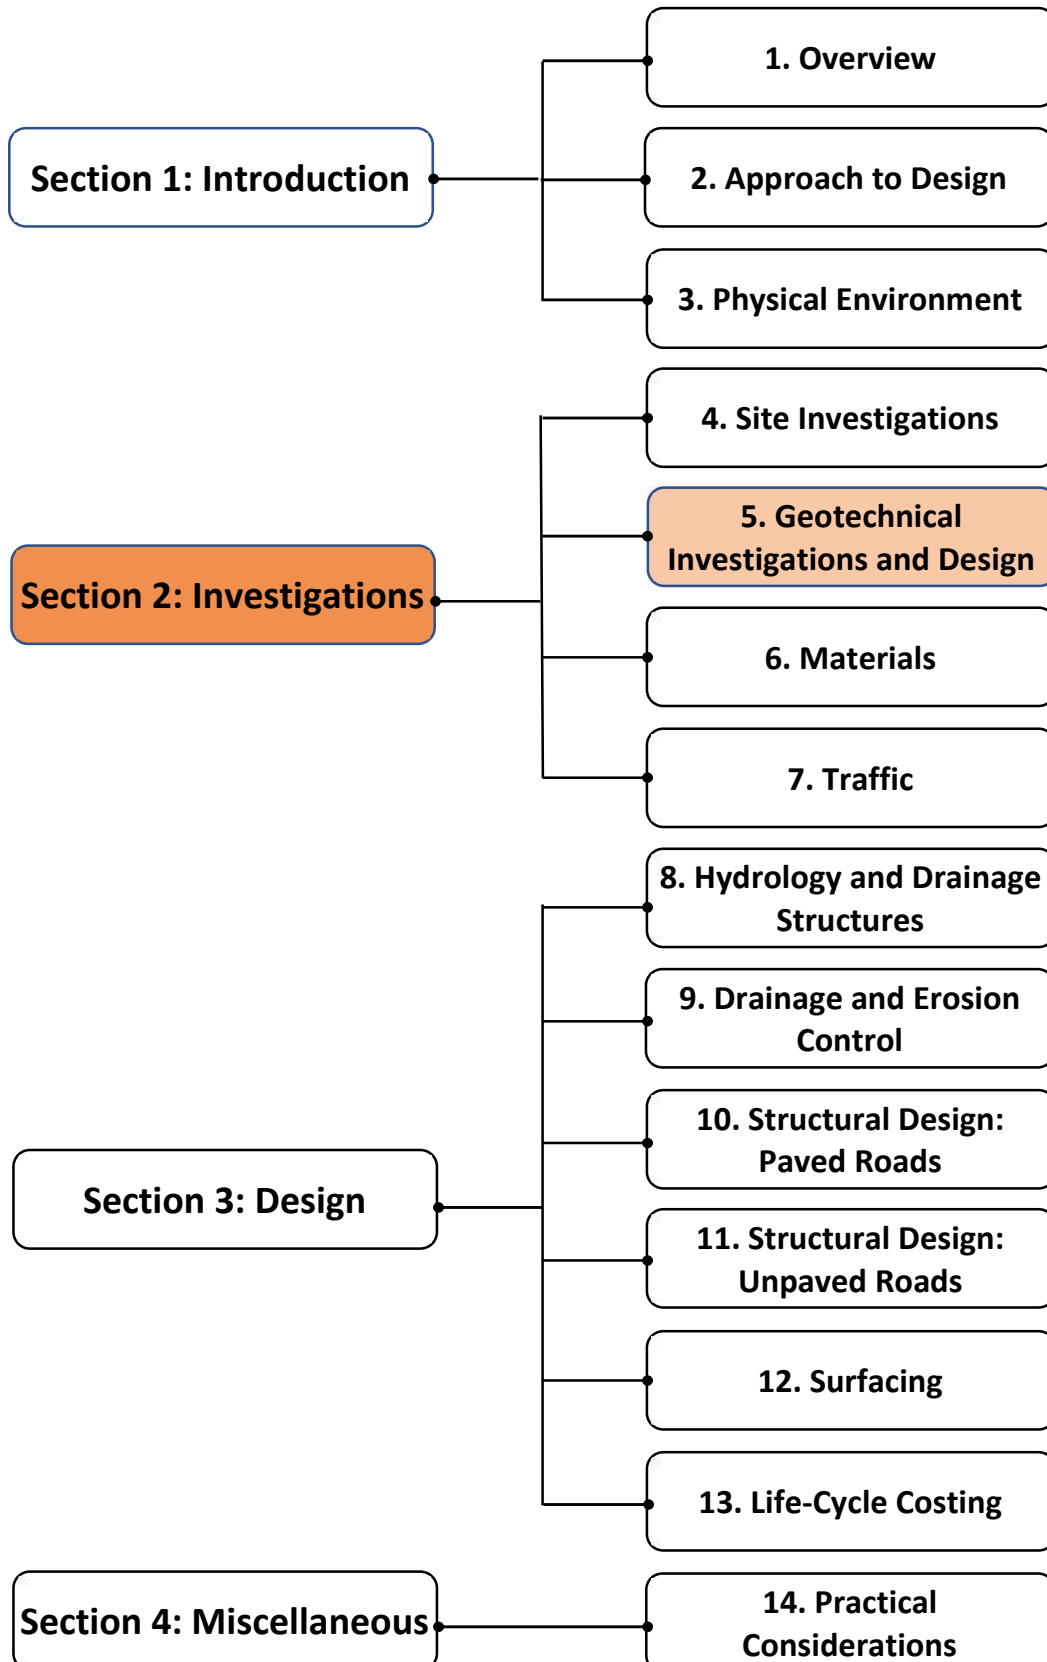 Section 1: Introduction
1. Overview
2. Approach to Design
3. Physical Environment
Section 2: Investigations
4. Site Investigations
5. Geotechnical
Investigations and Design
6. Materials
7. Traffic
Section 3: Design
8. Hydrology and Drainage
Structures
9. Drainage and Erosion
Control
10. Structural Design:
Paved Roads
11. Structural Design:
Unpaved Roads
12. Surfacing
13. Life-Cycle Costing
Section 4: Miscellaneous
14. Practical
Considerations